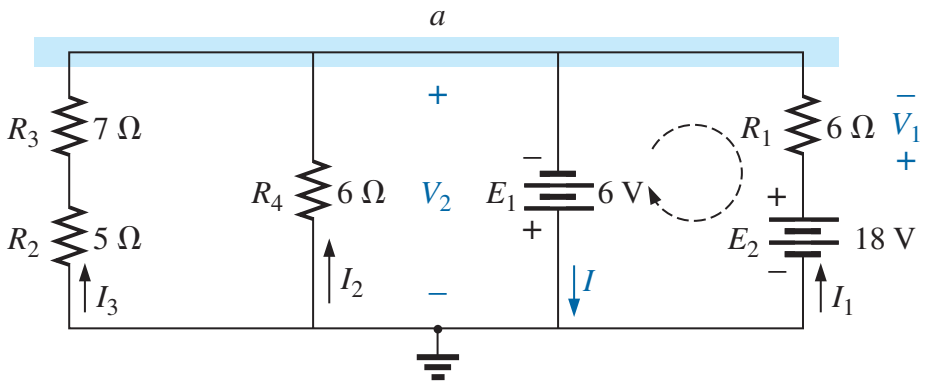 a
+
−
R3 7 Ω
R4 6 Ω
V2
E1 6 V
−
+
R1 6 Ω
V1
+
R2 5 Ω
+
E2 18 V
−
I3
I2
−
I
I1